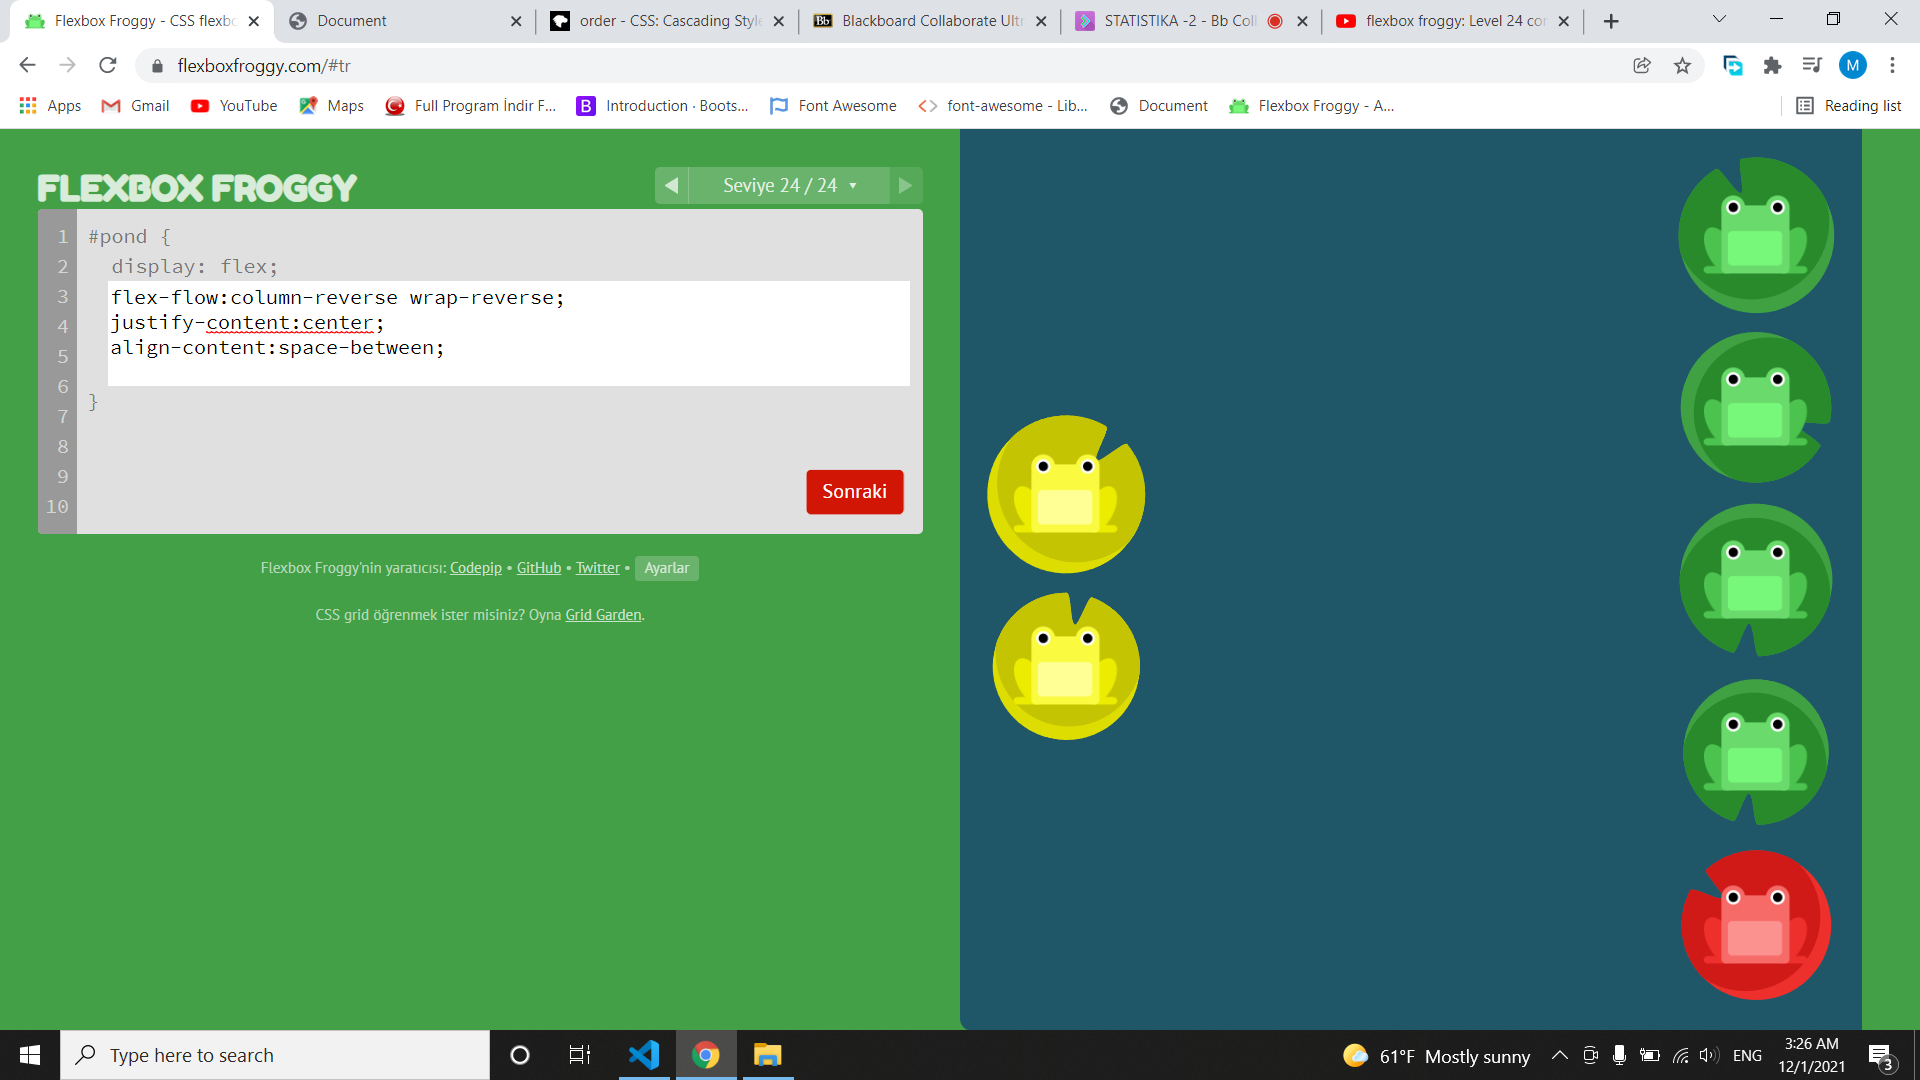 Flexbox Froggy - CSS flexbo
Document
order - CSS: Cascading Style
Blackboard Collaborate Ultr
STATISTIKA -2 - Bb Coll
flexbox froggy: Level 24 cor
flexboxfroggy.com/#tr
M
Apps
Gmail
YouTube
Maps
Full Program İndir F...
B
Introduction · Boots...
Font Awesome
font-awesome - Lib...
Document
Flexbox Froggy - A...
Reading list
FLEXBOX FROGGY
Seviye 24 / 24
1 #pond {
2 display: flex;
3 flex-flow:column-reverse wrap-reverse;
4 justify-content:center;
5 align-content:space-between;
6
7 }
8
9
10
Sonraki
Flexbox Froggy'nin yaratıcısı: Codepip • GitHub • Twitter • Ayarlar
CSS grid öğrenmek ister misiniz? Oyna Grid Garden.
Type here to search
61°F Mostly sunny
ENG
3:26 AM
12/1/2021
3